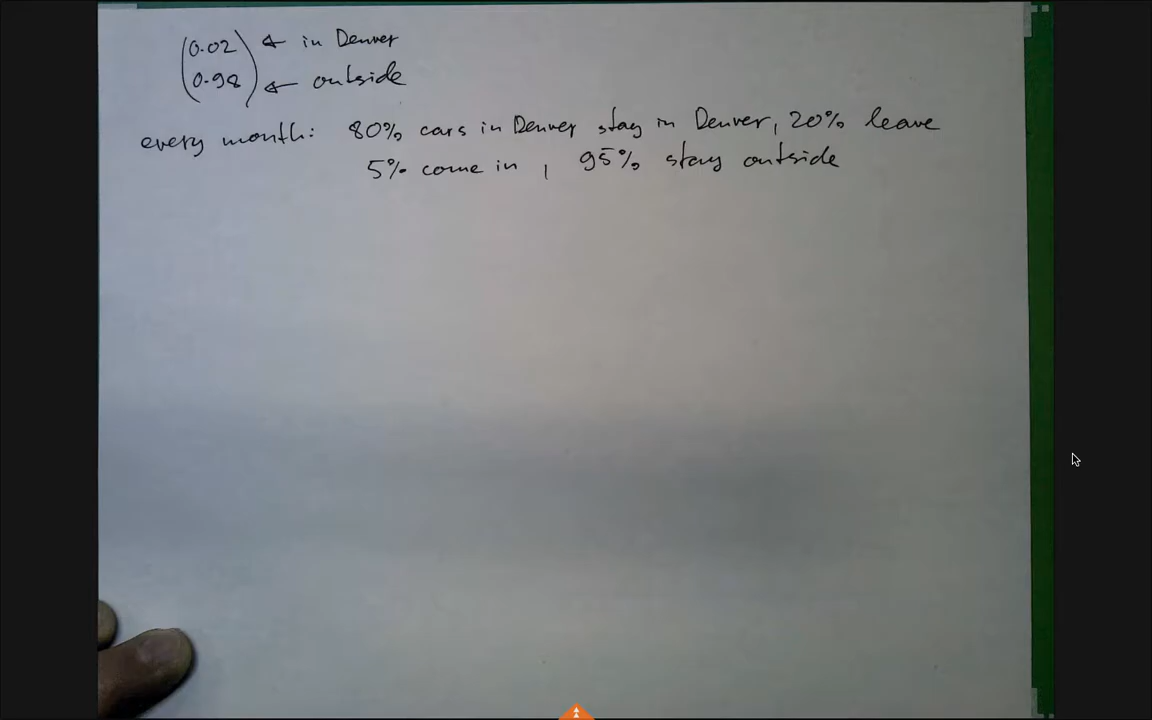 (0.02) ← in Denver
(0.98) ← outside
every month: 80% cars in Denver stay in Denver, 20% leave
5% come in, 95% stay outside